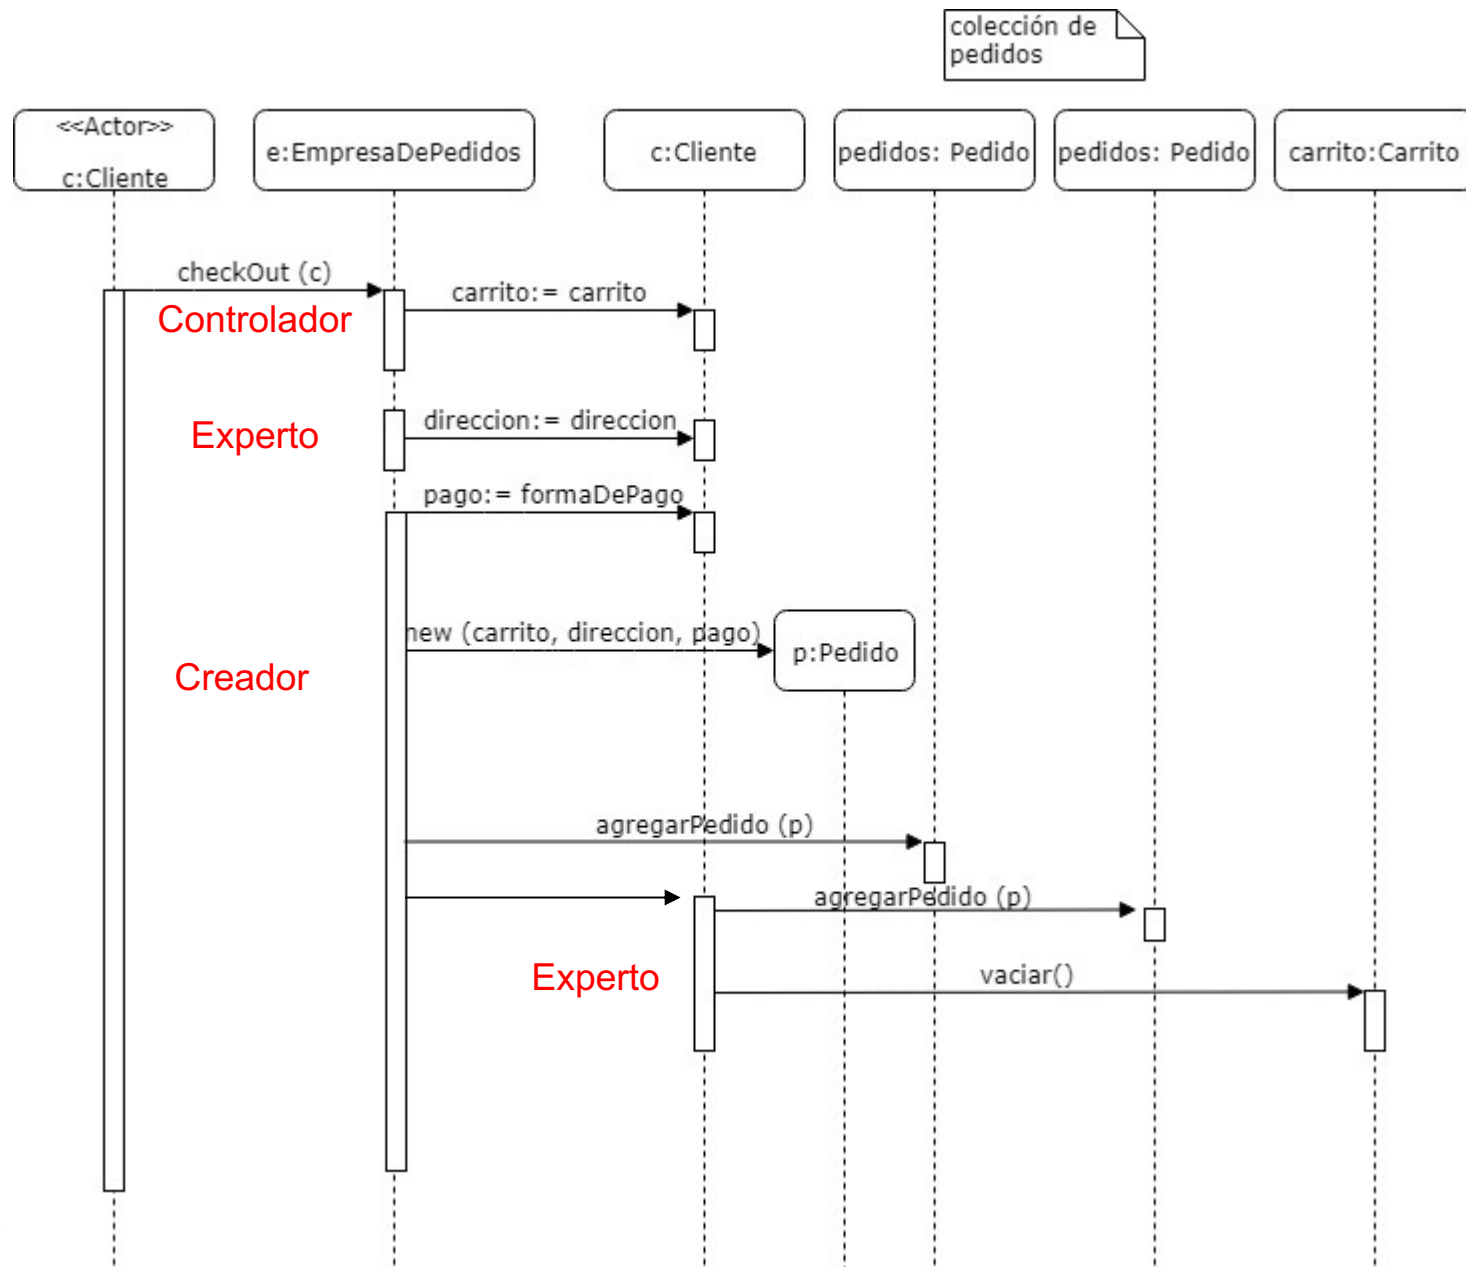 colección de
pedidos
<<Actor>>
c:Cliente
e:EmpresaDePedidos
c:Cliente
pedidos: Pedido
pedidos: Pedido
carrito:Carrito
checkOut (c)
carrito:= carrito
Controlador
direccion:= direccion
Experto
pago:= formaDePago
new (carrito, direccion, pago)
p:Pedido
Creador
agregarPedido (p)
agregarPedido (p)
Experto
vaciar()